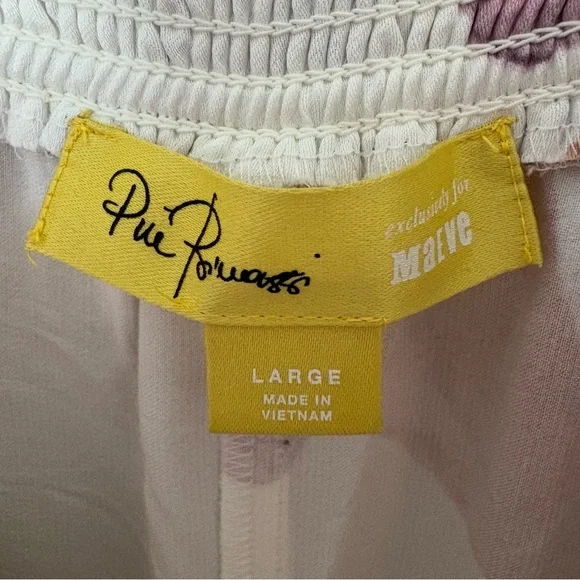 exclusively for
MaEVe
LARGE
MADE IN
VIETNAM